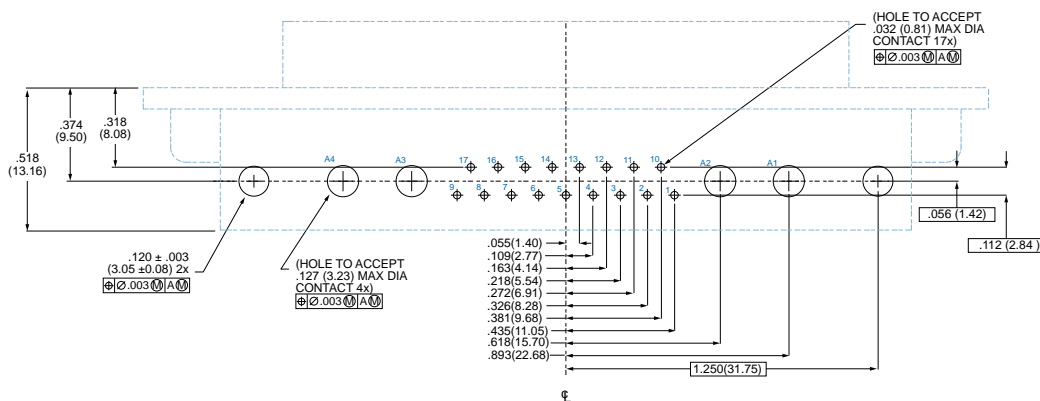 (HOLE TO ACCEPT
.032 (0.81) MAX DIA
CONTACT 17x)
⌖ Ø.003 Ⓜ A Ⓜ
.374
(9.50)
.318
(8.08)
.518
(13.16)
17 16 15 14 13 12 11 10
A4 A3 A2 A1
9 8 7 6 5 4 3 2 1
.056 (1.42)
.112 (2.84)
.120 ± .003
(3.05 ±0.08) 2x
⌖ Ø.003 Ⓜ A Ⓜ
(HOLE TO ACCEPT
.127 (3.23) MAX DIA
CONTACT 4x)
⌖ Ø.003 Ⓜ A Ⓜ
.055(1.40)
.109(2.77)
.163(4.14)
.218(5.54)
.272(6.91)
.326(8.28)
.381(9.68)
.435(11.05)
.618(15.70)
.893(22.68)
1.250(31.75)
℄